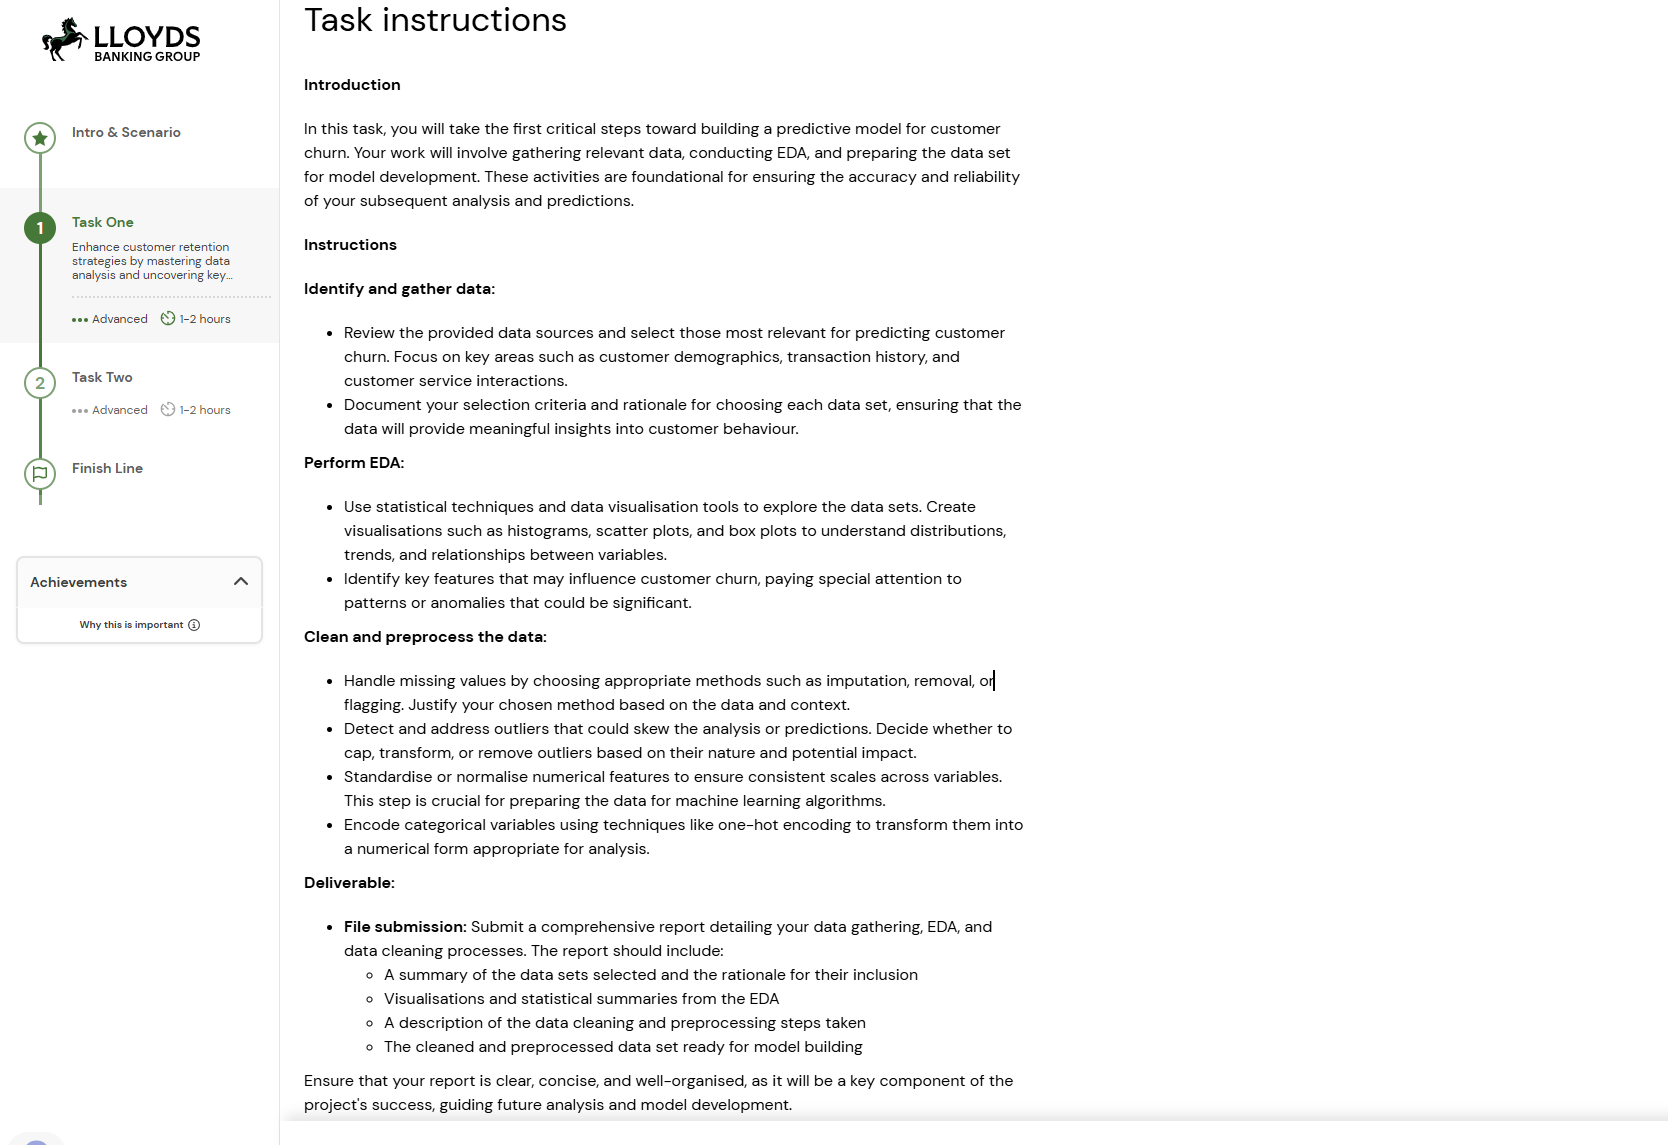 LLOYDS
BANKING GROUP
Intro & Scenario
1
Task One
Enhance customer retention
strategies by mastering data
analysis and uncovering key...
Advanced 1-2 hours
2
Task Two
Advanced 1-2 hours
Finish Line
Achievements
Why this is important
Task instructions
Introduction
In this task, you will take the first critical steps toward building a predictive model for customer
churn. Your work will involve gathering relevant data, conducting EDA, and preparing the data set
for model development. These activities are foundational for ensuring the accuracy and reliability
of your subsequent analysis and predictions.
Instructions
Identify and gather data:
• Review the provided data sources and select those most relevant for predicting customer
churn. Focus on key areas such as customer demographics, transaction history, and
customer service interactions.
• Document your selection criteria and rationale for choosing each data set, ensuring that the
data will provide meaningful insights into customer behaviour.
Perform EDA:
• Use statistical techniques and data visualisation tools to explore the data sets. Create
visualisations such as histograms, scatter plots, and box plots to understand distributions,
trends, and relationships between variables.
• Identify key features that may influence customer churn, paying special attention to
patterns or anomalies that could be significant.
Clean and preprocess the data:
• Handle missing values by choosing appropriate methods such as imputation, removal, or
flagging. Justify your chosen method based on the data and context.
• Detect and address outliers that could skew the analysis or predictions. Decide whether to
cap, transform, or remove outliers based on their nature and potential impact.
• Standardise or normalise numerical features to ensure consistent scales across variables.
This step is crucial for preparing the data for machine learning algorithms.
• Encode categorical variables using techniques like one-hot encoding to transform them into
a numerical form appropriate for analysis.
Deliverable:
• File submission: Submit a comprehensive report detailing your data gathering, EDA, and
data cleaning processes. The report should include:
◦ A summary of the data sets selected and the rationale for their inclusion
◦ Visualisations and statistical summaries from the EDA
◦ A description of the data cleaning and preprocessing steps taken
◦ The cleaned and preprocessed data set ready for model building
Ensure that your report is clear, concise, and well-organised, as it will be a key component of the
project's success, guiding future analysis and model development.